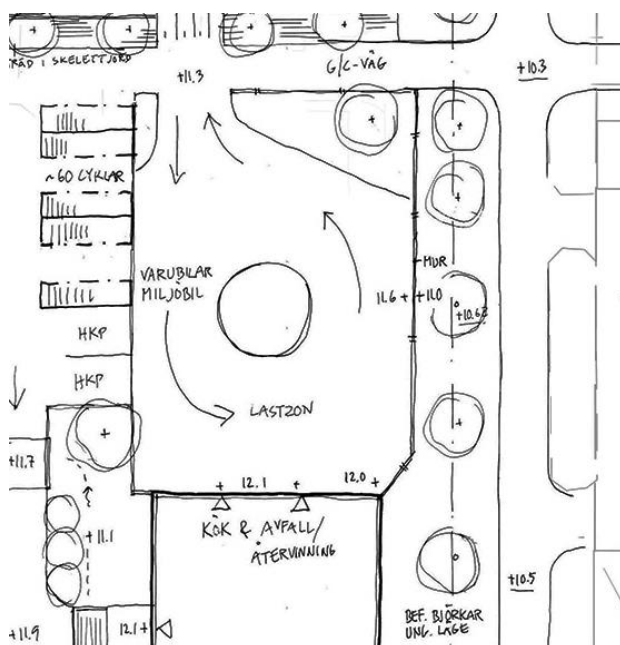 TRÄD I SKELETTJORD
+11.3
G/C-VÄG
+10.3
~60 CYKLAR
VARUBILAR
MILJÖBIL
MUR
11.6 + +11.0
+10.62
HKP
HKP
LASTZON
+11.7
12.1
12.0 +
+11.1
KÖK & AVFALL/
ÅTERVINNING
+10.5
BEF. BJÖRKAR
UNG. LÄGE
+11.9
12.1+